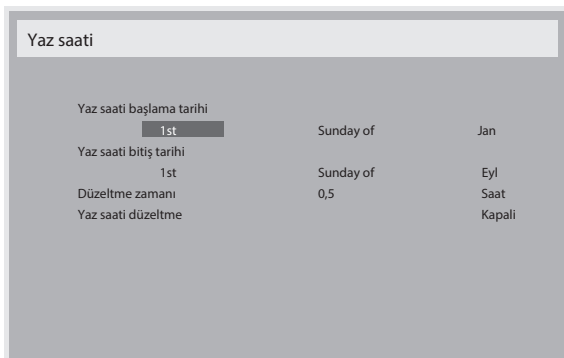 Yaz saati
Yaz saati başlama tarihi
1st Sunday of Jan
Yaz saati bitiş tarihi
1st Sunday of Eyl
Düzeltme zamanı 0,5 Saat
Yaz saati düzeltme Kapali